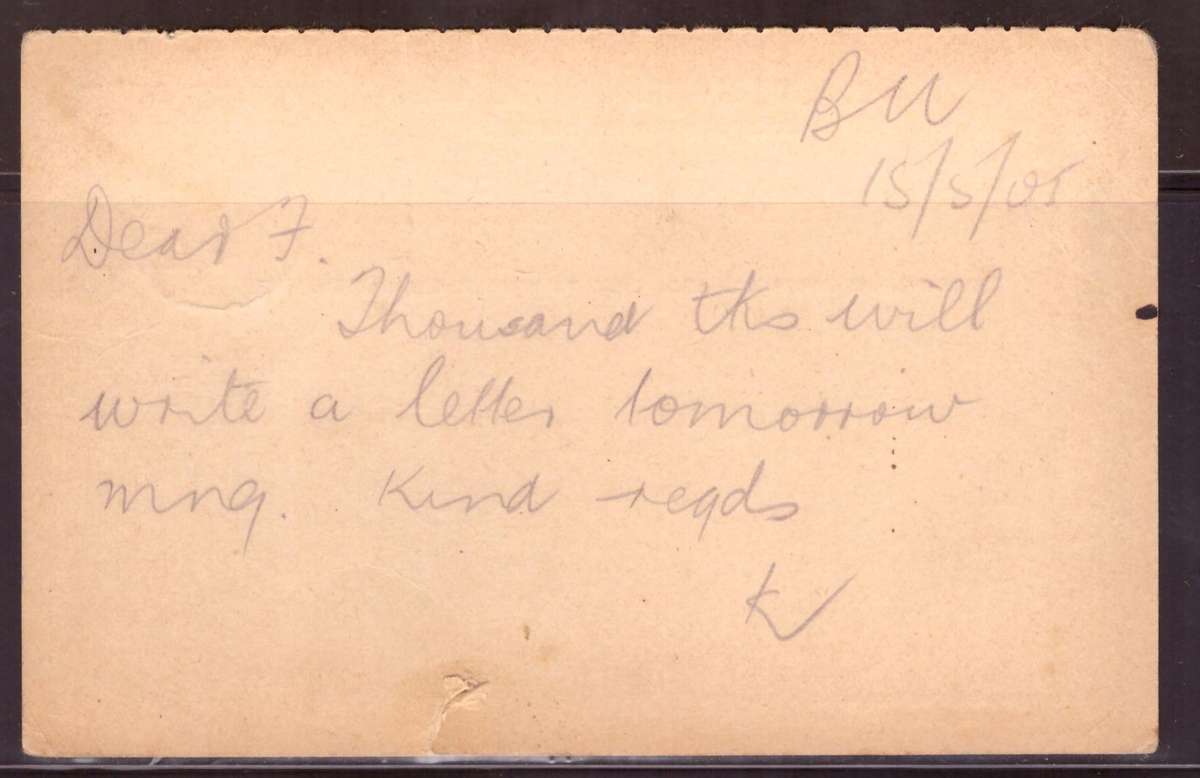 BM
15/5/05
Dear F.
Thousand tks will
write a letter tomorrow
mng. Kind regds
K